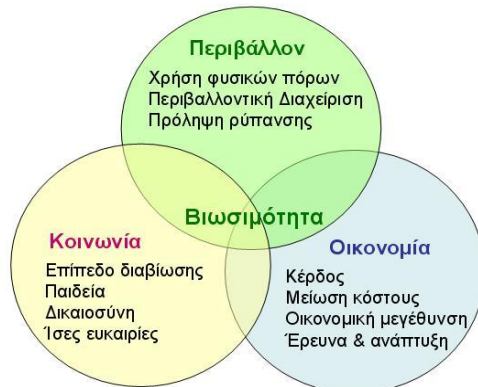 Περιβάλλον
Χρήση φυσικών πόρων
Περιβαλλοντική Διαχείριση
Πρόληψη ρύπανσης
Βιωσιμότητα
Κοινωνία
Επίπεδο διαβίωσης
Παιδεία
Δικαιοσύνη
Ίσες ευκαιρίες
Οικονομία
Κέρδος
Μείωση κόστους
Οικονομική μεγέθυνση
Έρευνα & ανάπτυξη